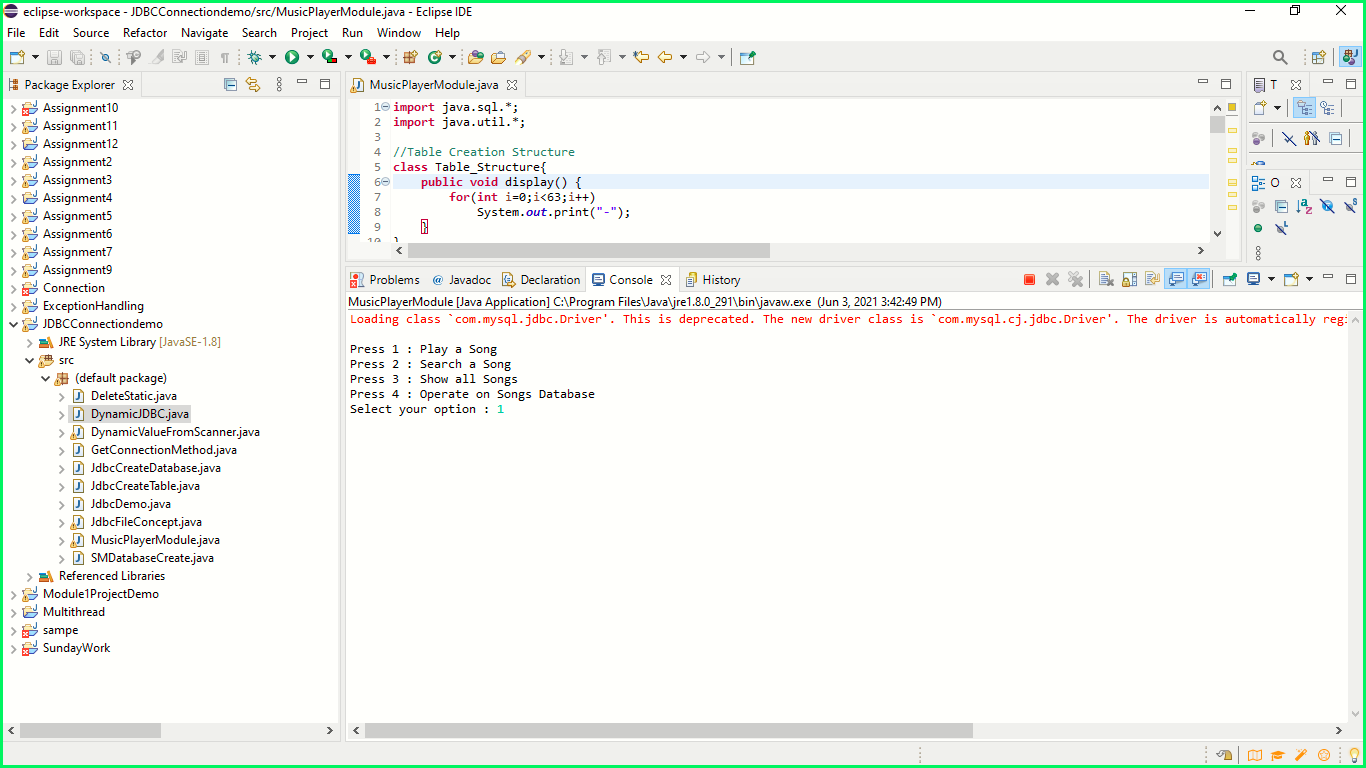 eclipse-workspace - JDBCConnectiondemo/src/MusicPlayerModule.java - Eclipse IDE
File Edit Source Refactor Navigate Search Project Run Window Help
Package Explorer
Assignment10
Assignment11
Assignment12
Assignment2
Assignment3
Assignment4
Assignment5
Assignment6
Assignment7
Assignment9
Connection
ExceptionHandling
JDBCConnectiondemo
JRE System Library [JavaSE-1.8]
src
(default package)
DeleteStatic.java
DynamicJDBC.java
DynamicValueFromScanner.java
GetConnectionMethod.java
JdbcCreateDatabase.java
JdbcCreateTable.java
JdbcDemo.java
JdbcFileConcept.java
MusicPlayerModule.java
SMDatabaseCreate.java
Referenced Libraries
Module1ProjectDemo
Multithread
sampe
SundayWork
MusicPlayerModule.java
1 import java.sql.*;
2 import java.util.*;
3
4 //Table Creation Structure
5 class Table_Structure{
6 public void display() {
7 for(int i=0;i<63;i++)
8 System.out.print("-");
9 }
10 }
T
O
Problems @ Javadoc Declaration Console History
MusicPlayerModule [Java Application] C:\Program Files\Java\jre1.8.0_291\bin\javaw.exe (Jun 3, 2021 3:42:49 PM)
Loading class `com.mysql.jdbc.Driver'. This is deprecated. The new driver class is `com.mysql.cj.jdbc.Driver'. The driver is automatically regi
Press 1 : Play a Song
Press 2 : Search a Song
Press 3 : Show all Songs
Press 4 : Operate on Songs Database
Select your option : 1